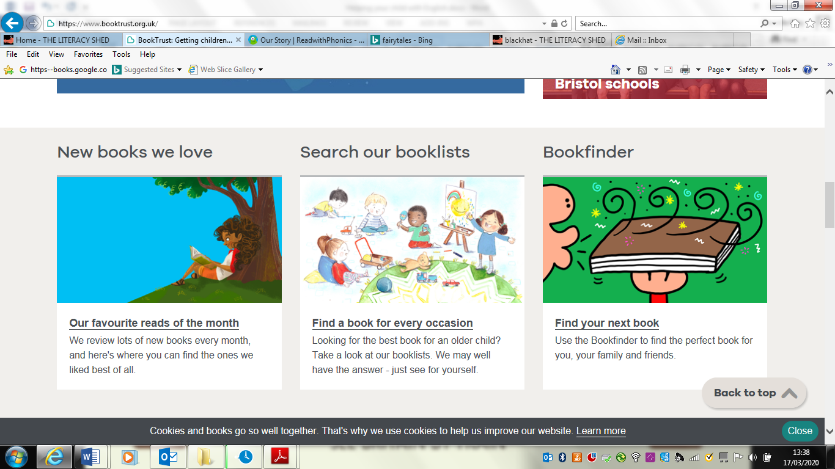 https://www.booktrust.org.uk/
Search...
Home - THE LITERACY SHED
BookTrust: Getting children...
Our Story | ReadwithPhonics - ...
fairytales - Bing
blackhat - THE LITERACY SHED
Mail :: Inbox
File Edit View Favorites Tools Help
https--books.google.co
Suggested Sites
Web Slice Gallery
Page Safety Tools
Bristol schools
New books we love
Search our booklists
Bookfinder
Our favourite reads of the month
We review lots of new books every month,
and here's where you can find the ones we
liked best of all.
Find a book for every occasion
Looking for the best book for an older child?
Take a look at our booklists. We may well
have the answer - just see for yourself.
Find your next book
Use the Bookfinder to find the perfect book for
you, your family and friends.
Back to top
Cookies and books go so well together. That's why we use cookies to help us improve our website. Learn more
Close
13:38
17/03/2020